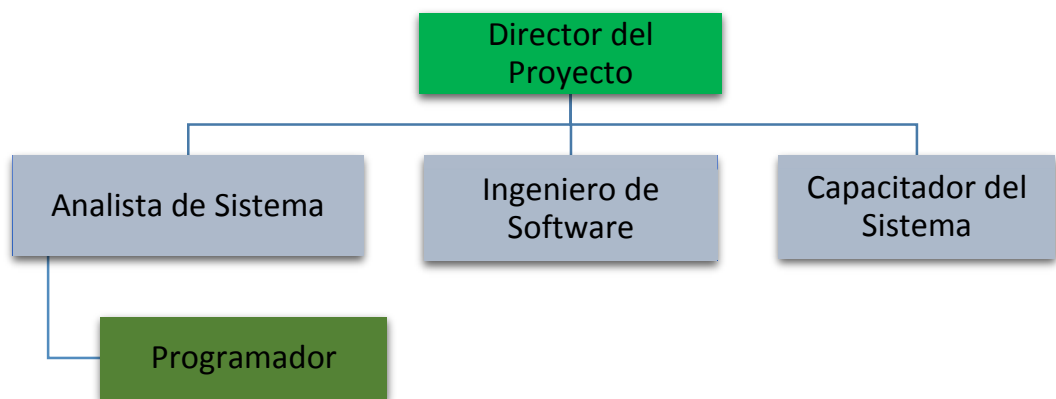 Director del
Proyecto
Analista de Sistema
Ingeniero de
Software
Capacitador del
Sistema
Programador